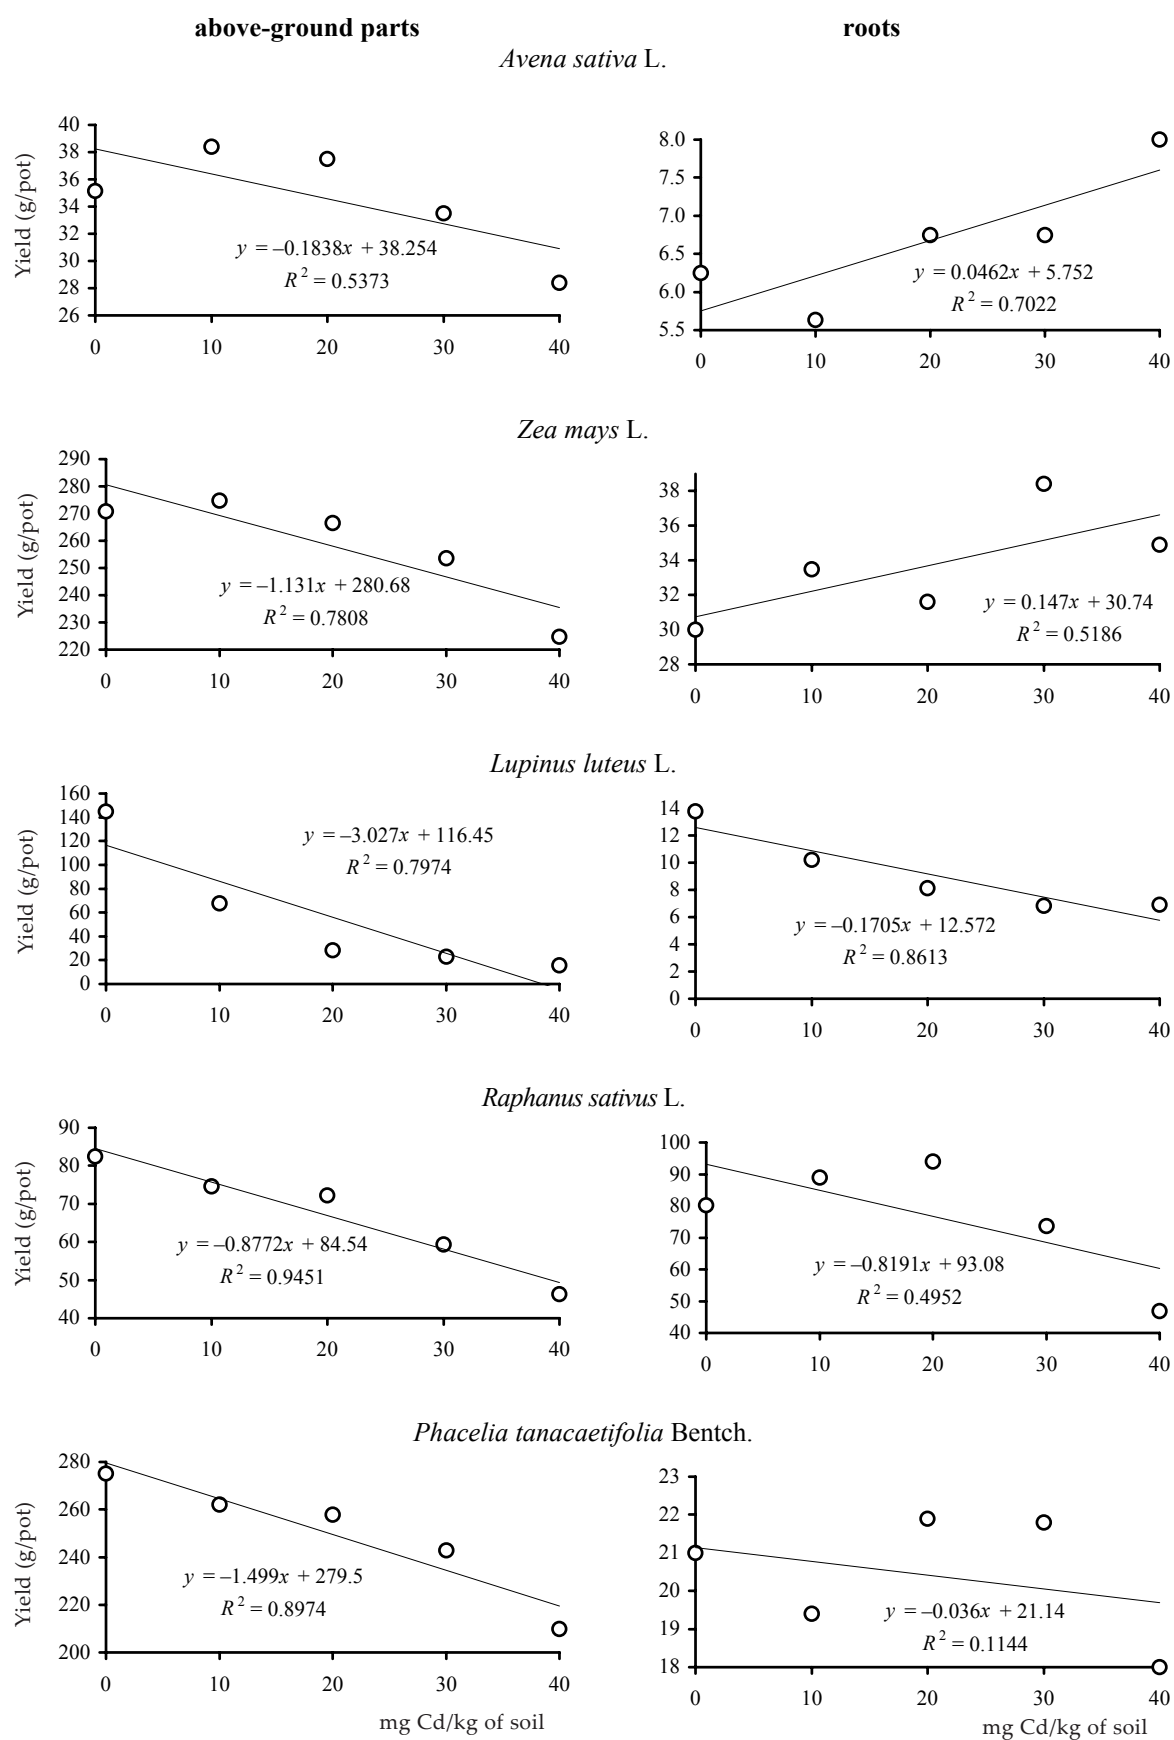 above-ground parts roots
Avena sativa L.
Yield (g/pot)
40
38
36
34
32
30
28
26
y = –0.1838x + 38.254
R² = 0.5373
0 10 20 30 40
8.0
7.5
7.0
6.5
6.0
5.5
y = 0.0462x + 5.752
R² = 0.7022
0 10 20 30 40
Zea mays L.
Yield (g/pot)
290
280
270
260
250
240
230
220
y = –1.131x + 280.68
R² = 0.7808
0 10 20 30 40
38
36
34
32
30
28
y = 0.147x + 30.74
R² = 0.5186
0 10 20 30 40
Lupinus luteus L.
Yield (g/pot)
160
140
120
100
80
60
40
20
0
y = –3.027x + 116.45
R² = 0.7974
0 10 20 30 40
14
12
10
8
6
4
2
0
y = –0.1705x + 12.572
R² = 0.8613
0 10 20 30 40
Raphanus sativus L.
Yield (g/pot)
90
80
70
60
50
40
y = –0.8772x + 84.54
R² = 0.9451
0 10 20 30 40
100
90
80
70
60
50
40
y = –0.8191x + 93.08
R² = 0.4952
0 10 20 30 40
Phacelia tanacaetifolia Bentch.
Yield (g/pot)
280
260
240
220
200
y = –1.499x + 279.5
R² = 0.8974
0 10 20 30 40
mg Cd/kg of soil
23
22
21
20
19
18
y = –0.036x + 21.14
R² = 0.1144
0 10 20 30 40
mg Cd/kg of soil